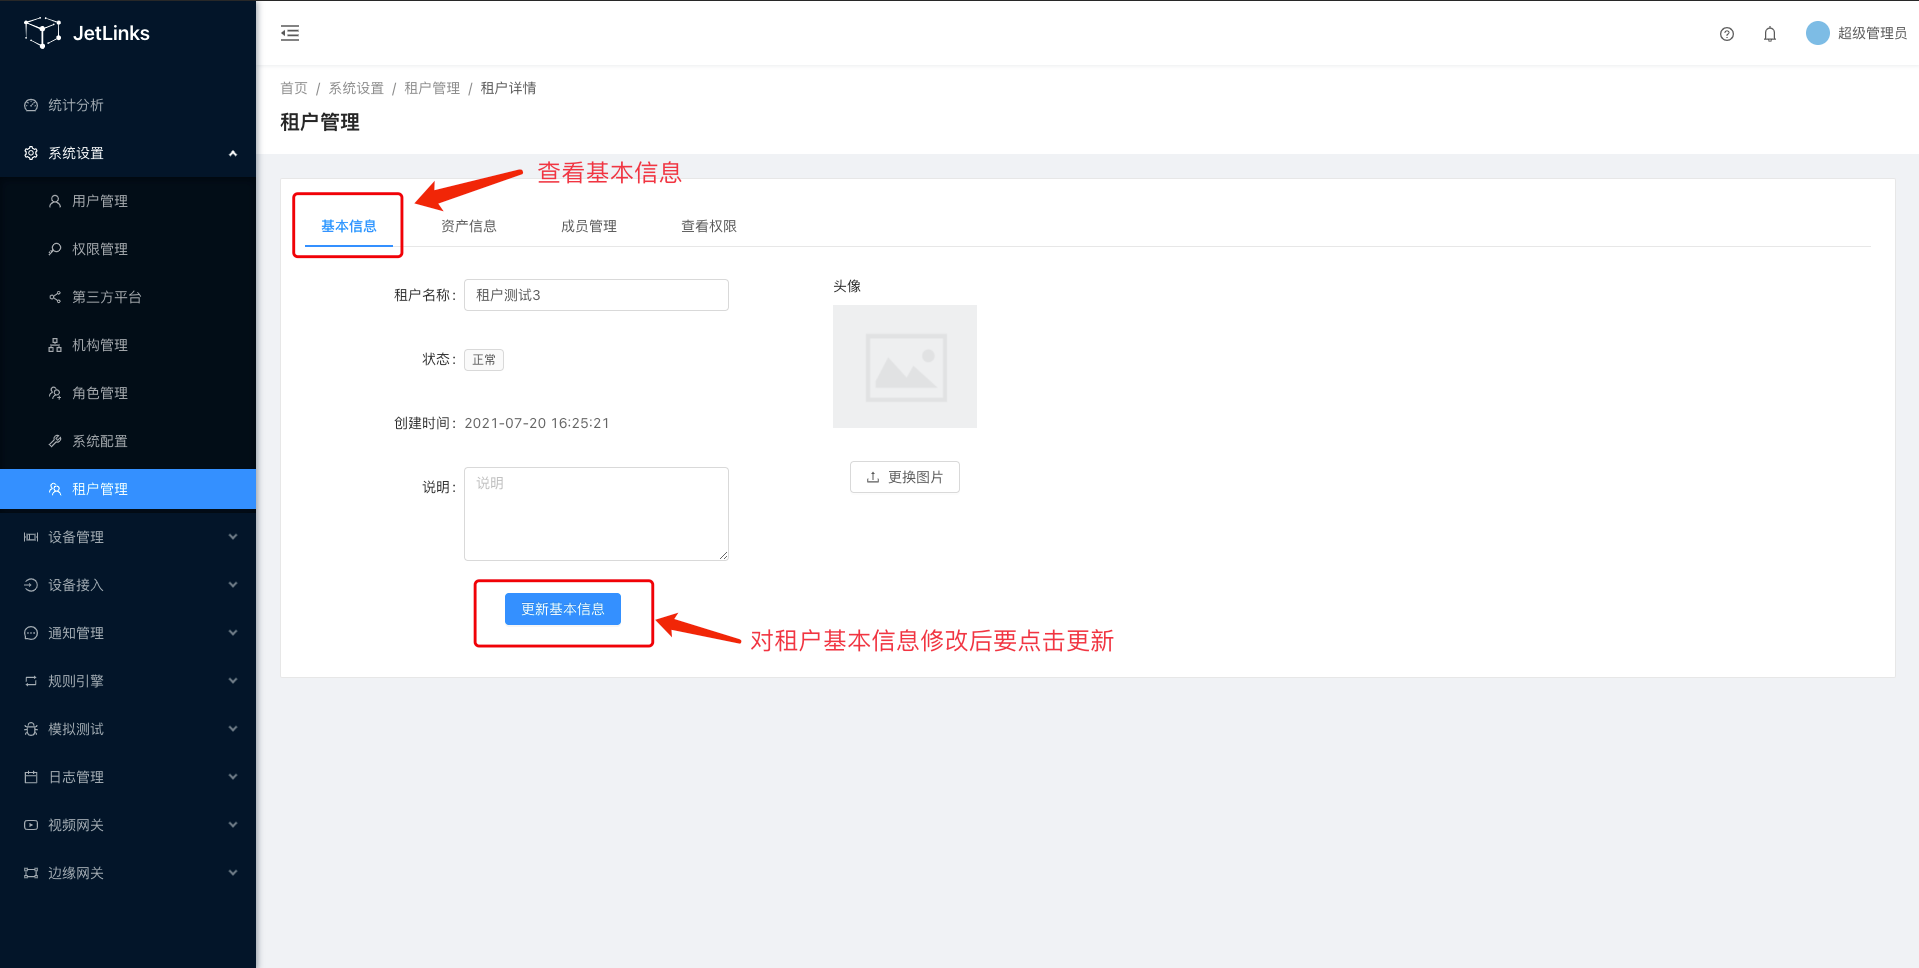 JetLinks
超级管理员
统计分析
系统设置
用户管理
权限管理
第三方平台
机构管理
角色管理
系统配置
租户管理
设备管理
设备接入
通知管理
规则引擎
模拟测试
日志管理
视频网关
边缘网关
首页 / 系统设置 / 租户管理 / 租户详情
租户管理
查看基本信息
基本信息 资产信息 成员管理 查看权限
租户名称: 租户测试3
状态: 正常
创建时间: 2021-07-20 16:25:21
说明: 说明
头像
更换图片
更新基本信息
对租户基本信息修改后要点击更新